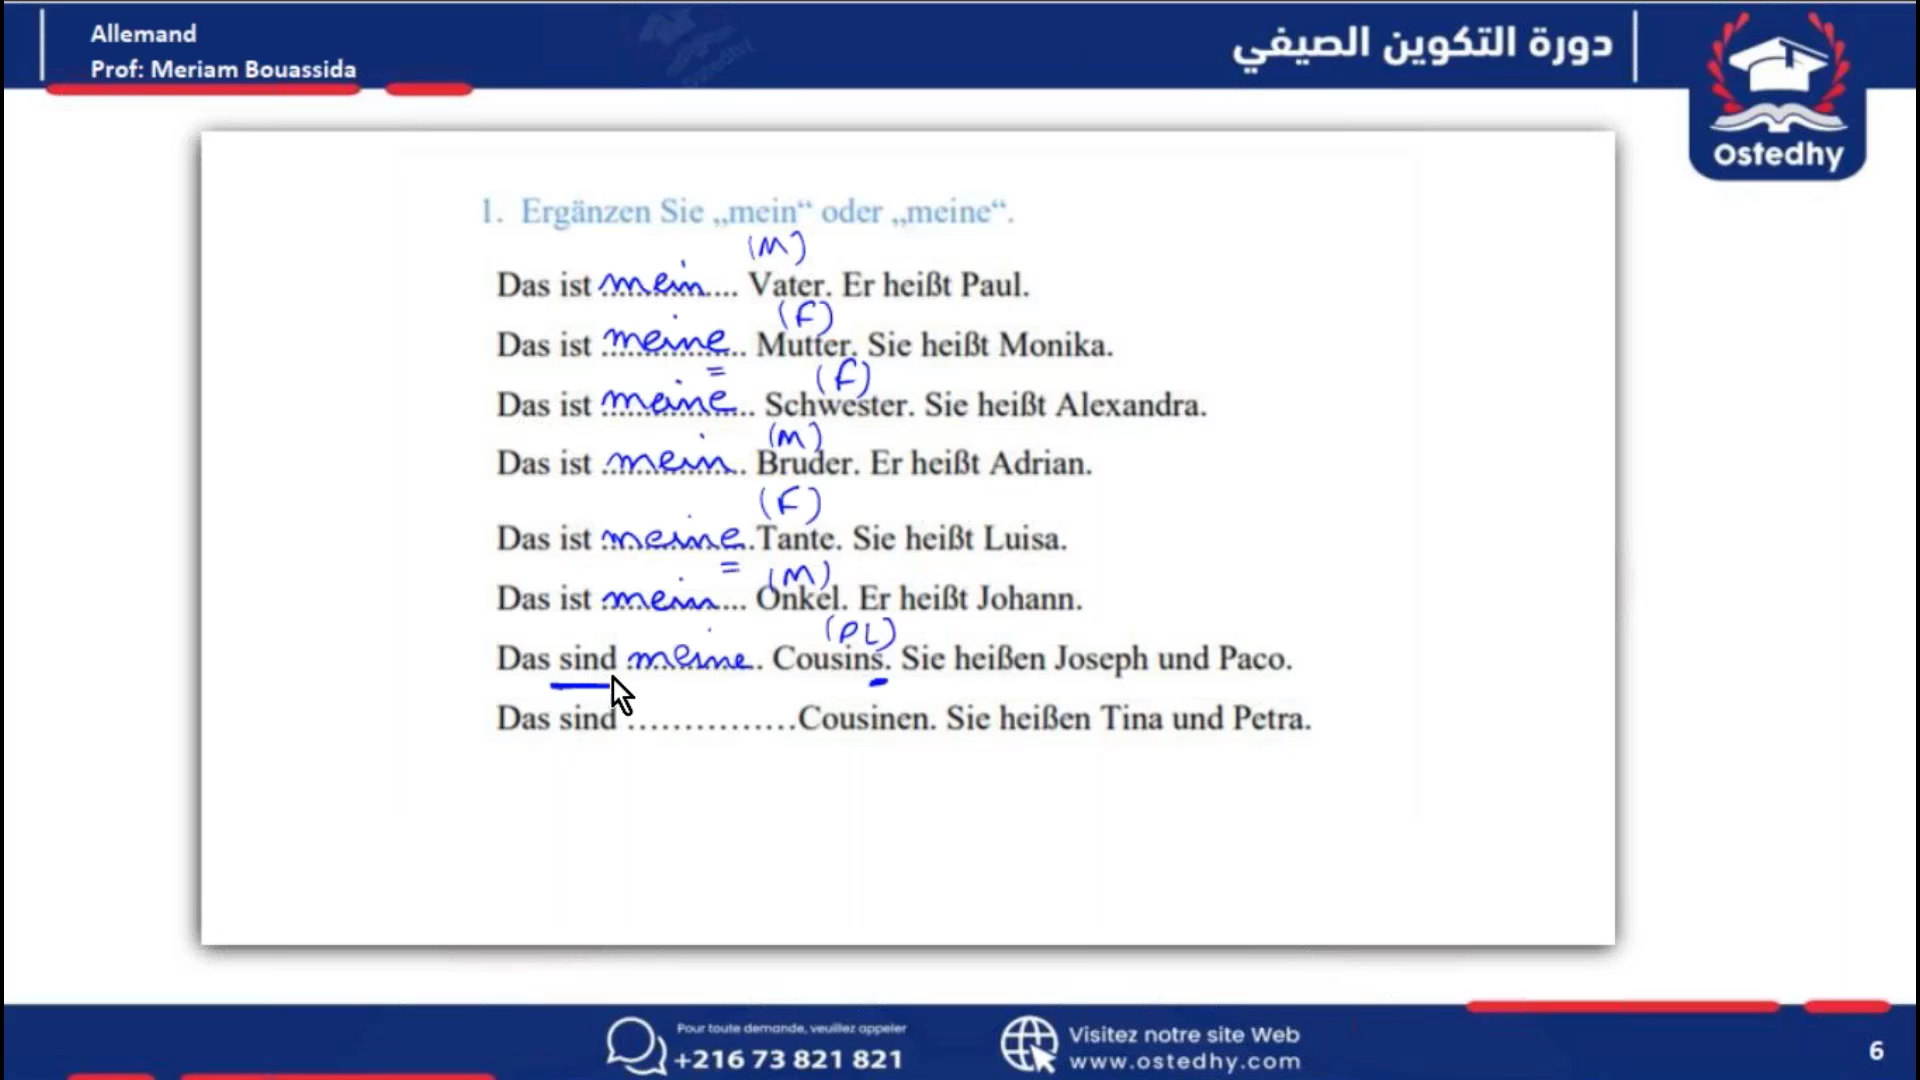 Allemand
Prof: Meriam Bouassida
دورة التكوين الصيفي
Ostedhy
1. Ergänzen Sie „mein“ oder „meine“.
(M)
Das ist mein.... Vater. Er heißt Paul.
(F)
Das ist meine.. Mutter. Sie heißt Monika.
(F)
Das ist meine.. Schwester. Sie heißt Alexandra.
(M)
Das ist mein.. Bruder. Er heißt Adrian.
(F)
Das ist meine.Tante. Sie heißt Luisa.
(M)
Das ist mein... Onkel. Er heißt Johann.
(PL)
Das sind meine. Cousins. Sie heißen Joseph und Paco.
Das sind ...............Cousinen. Sie heißen Tina und Petra.
Pour toute demande, veuillez appeler
+216 73 821 821
Visitez notre site Web
www.ostedhy.com
6